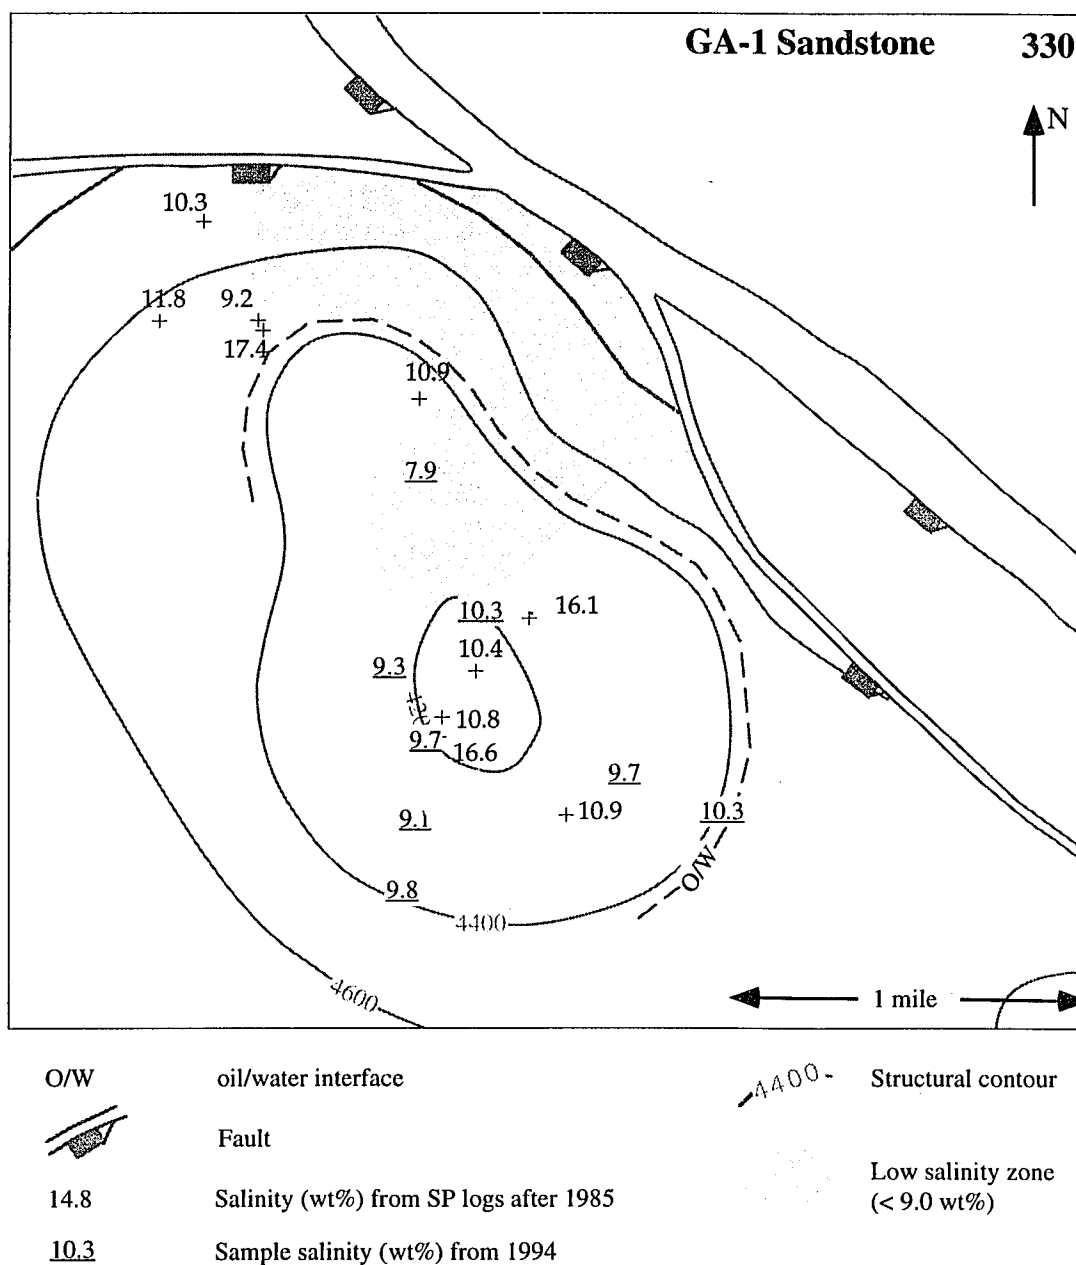 GA-1 Sandstone 330
N
10.3
11.8 9.2
17.4
10.9
7.9
10.3 16.1
10.4
9.3
10.8
9.7 16.6
9.7
10.9 10.3
9.1
O/W
9.8
4400
4600
1 mile
O/W oil/water interface
4400 Structural contour
Fault
14.8 Salinity (wt%) from SP logs after 1985
Low salinity zone
(< 9.0 wt%)
10.3 Sample salinity (wt%) from 1994